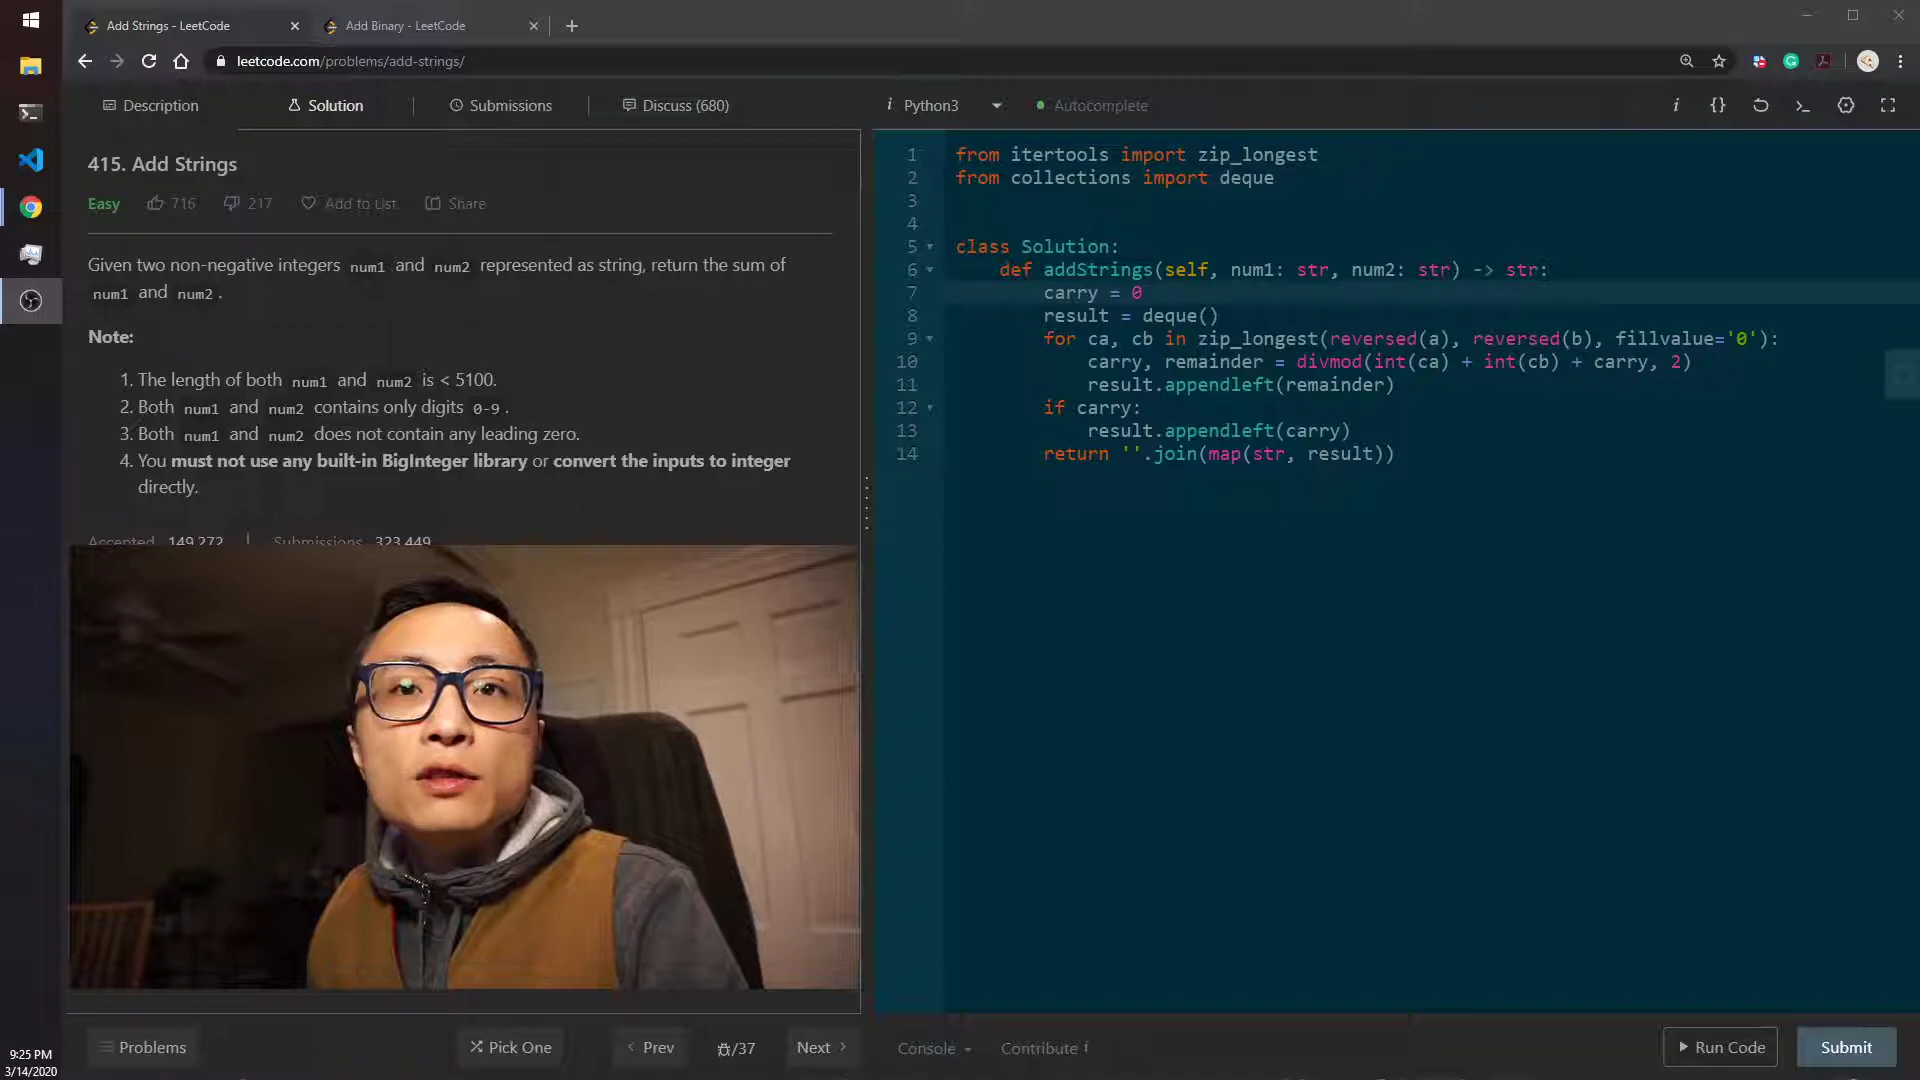 Add Strings - LeetCode
Add Binary - LeetCode
leetcode.com/problems/add-strings/
Description
Solution
Submissions
Discuss (680)
415. Add Strings
Easy 716 217 Add to List Share
Given two non-negative integers num1 and num2 represented as string, return the sum of
num1 and num2 .
Note:
1. The length of both num1 and num2 is < 5100.
2. Both num1 and num2 contains only digits 0-9 .
3. Both num1 and num2 does not contain any leading zero.
4. You must not use any built-in BigInteger library or convert the inputs to integer
directly.
Accepted 149,272 | Submissions 323,449
Problems
Pick One
< Prev
/37
Next >
i Python3
Autocomplete
i {}
1 from itertools import zip_longest
2 from collections import deque
3
4
5 class Solution:
6 def addStrings(self, num1: str, num2: str) -> str:
7 carry = 0
8 result = deque()
9 for ca, cb in zip_longest(reversed(a), reversed(b), fillvalue='0'):
10 carry, remainder = divmod(int(ca) + int(cb) + carry, 2)
11 result.appendleft(remainder)
12 if carry:
13 result.appendleft(carry)
14 return ''.join(map(str, result))
Console
Contribute i
Run Code
Submit
9:25 PM
3/14/2020